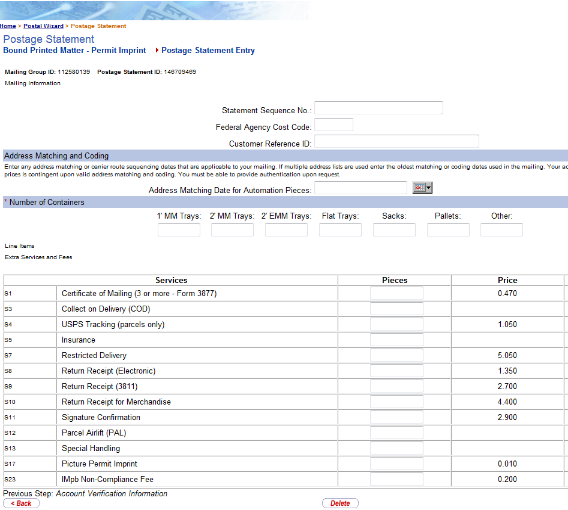 Home > Postal Wizard > Postage Statement
Postage Statement
Bound Printed Matter - Permit Imprint Postage Statement Entry
Mailing Group ID: 112580139 Postage Statement ID: 146709469
Mailing Information
Statement Sequence No.:
Federal Agency Cost Code:
Customer Reference ID:
Address Matching and Coding
Enter any address matching or carrier route sequencing dates that are applicable to your mailing. If multiple address lists are used enter the oldest matching or coding dates used in the mailing. Your ac
prices is contingent upon valid address matching and coding. You must be able to provide authentication upon request.
Address Matching Date for Automation Pieces:
* Number of Containers
1' MM Trays: 2' MM Trays: 2' EMM Trays: Flat Trays: Sacks: Pallets: Other:
Line Items
Extra Services and Fees
Services Pieces Price
S1 Certificate of Mailing (3 or more - Form 3877) 0.470
S3 Collect on Delivery (COD)
S4 USPS Tracking (parcels only) 1.050
S5 Insurance
S7 Restricted Delivery 5.050
S8 Return Receipt (Electronic) 1.350
S9 Return Receipt (3811) 2.700
S10 Return Receipt for Merchandise 4.400
S11 Signature Confirmation 2.900
S12 Parcel Airlift (PAL)
S13 Special Handling
S17 Picture Permit Imprint 0.010
S23 IMpb Non-Compliance Fee 0.200
Previous Step: Account Verification Information
< Back Delete